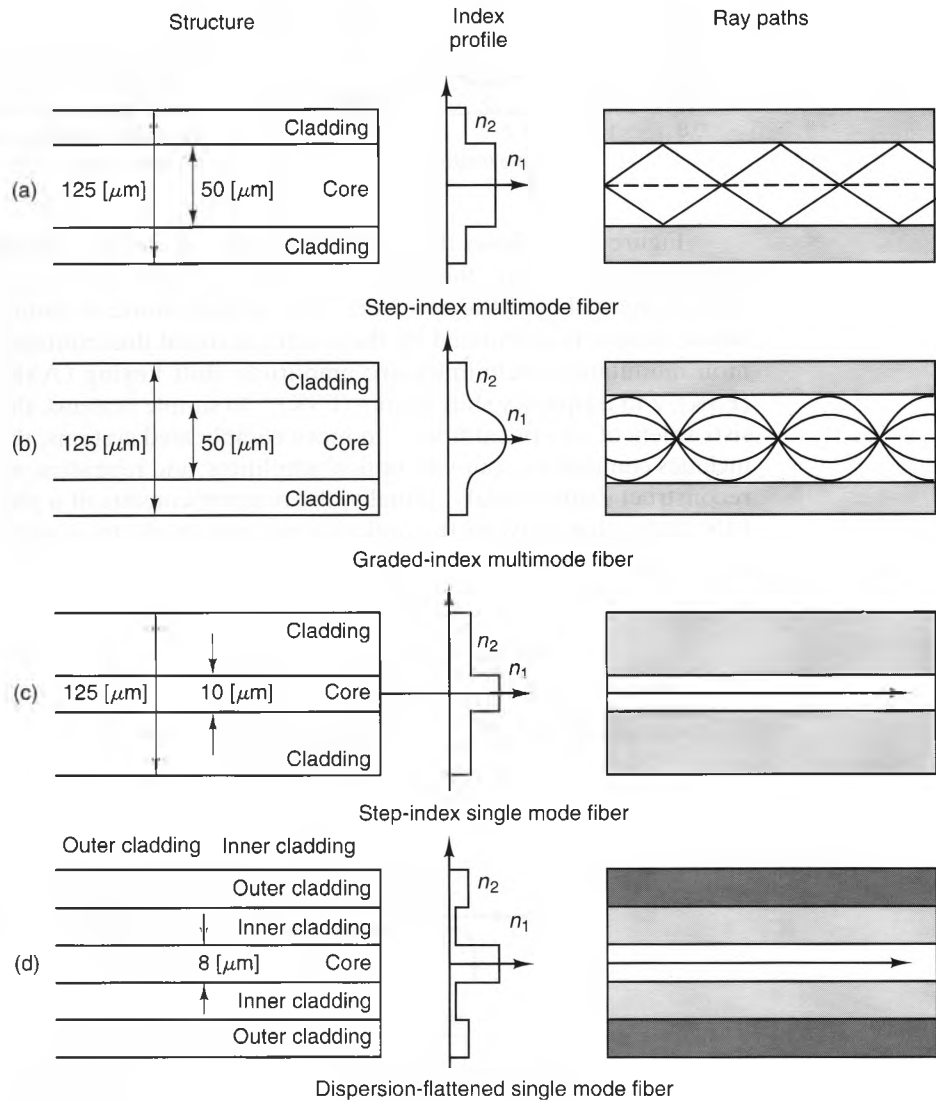 Structure Index profile Ray paths
Cladding
n2
n1
(a) 125 [μm] 50 [μm] Core
Cladding
Step-index multimode fiber
Cladding
n2
n1
(b) 125 [μm] 50 [μm] Core
Cladding
Graded-index multimode fiber
Cladding
n2
n1
(c) 125 [μm] 10 [μm] Core
Cladding
Step-index single mode fiber
Outer cladding Inner cladding
Outer cladding
n2
Inner cladding
n1
(d) 8 [μm] Core
Inner cladding
Outer cladding
Dispersion-flattened single mode fiber